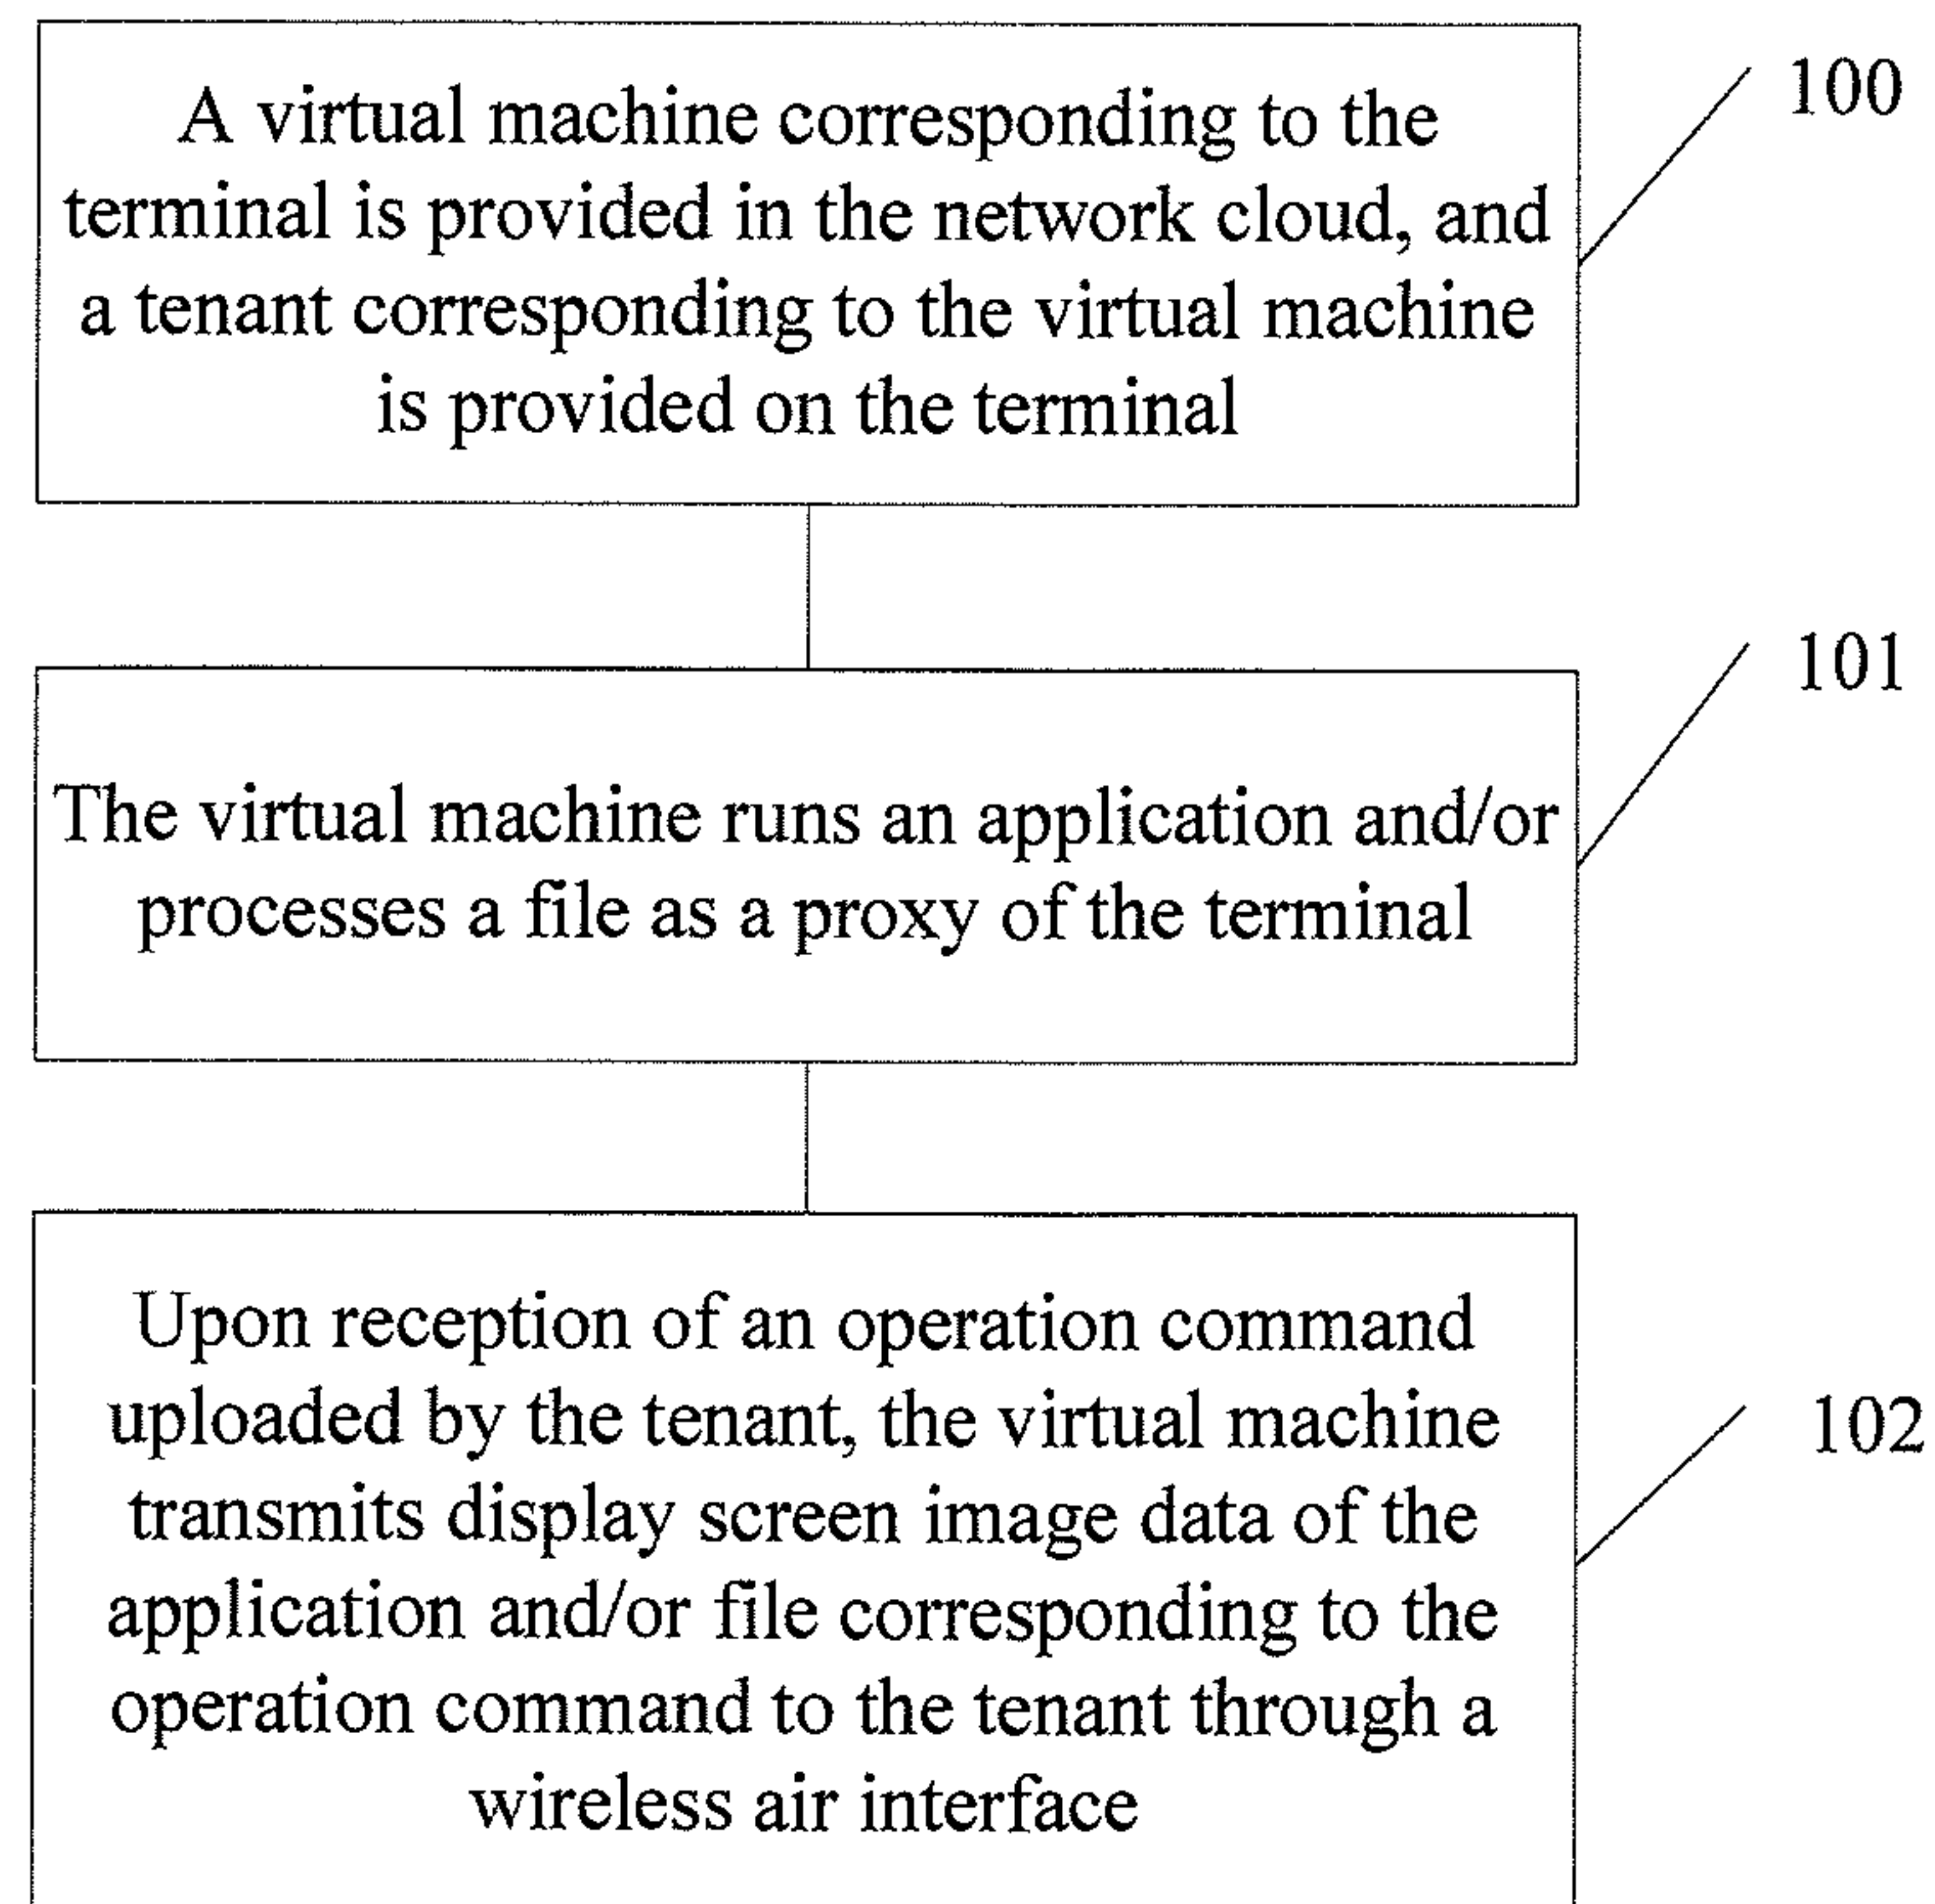 A virtual machine corresponding to the
terminal is provided in the network cloud, and
a tenant corresponding to the virtual machine
is provided on the terminal
100
The virtual machine runs an application and/or
processes a file as a proxy of the terminal
101
Upon reception of an operation command
uploaded by the tenant, the virtual machine
transmits display screen image data of the
application and/or file corresponding to the
operation command to the tenant through a
wireless air interface
102